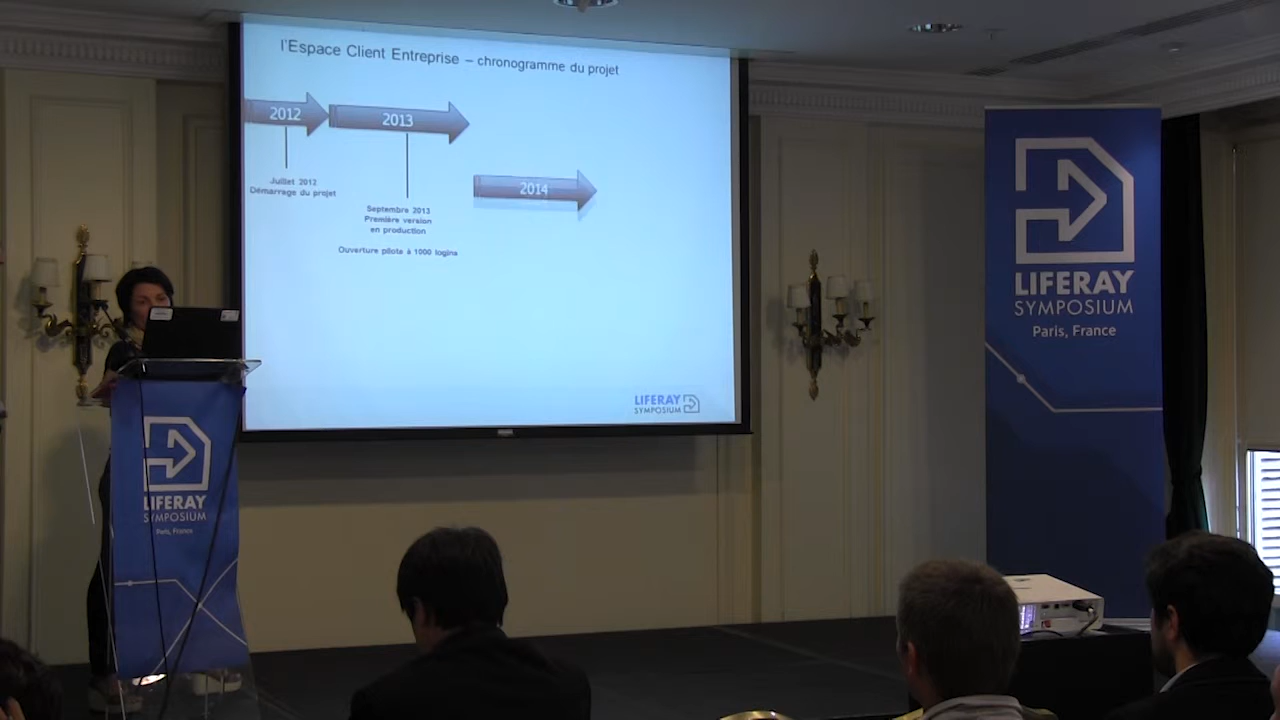 l'Espace Client Entreprise – chronogramme du projet
2012
2013
Juillet 2012
Démarrage du projet
2014
Septembre 2013
Première version
en production
Ouverture pilote à 1000 logins
LIFERAY
SYMPOSIUM
LIFERAY
SYMPOSIUM
Paris, France
LIFERAY
SYMPOSIUM
Paris, France